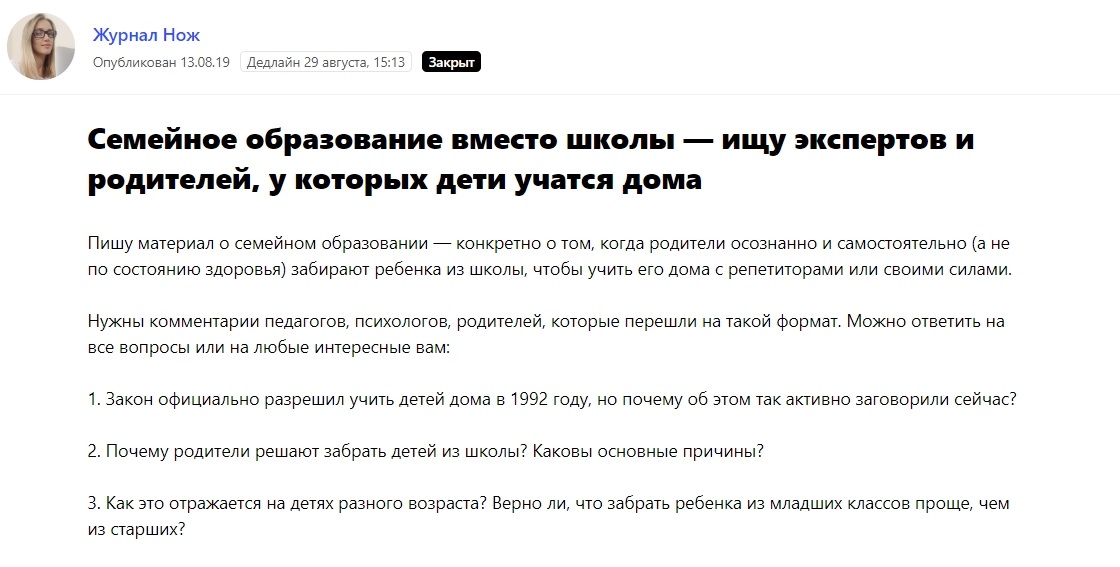 Журнал Нож
Опубликован 13.08.19 Дедлайн 29 августа, 15:13 Закрыт
Семейное образование вместо школы — ищу экспертов и
родителей, у которых дети учатся дома
Пишу материал о семейном образовании — конкретно о том, когда родители осознанно и самостоятельно (а не
по состоянию здоровья) забирают ребенка из школы, чтобы учить его дома с репетиторами или своими силами.
Нужны комментарии педагогов, психологов, родителей, которые перешли на такой формат. Можно ответить на
все вопросы или на любые интересные вам:
1. Закон официально разрешил учить детей дома в 1992 году, но почему об этом так активно заговорили сейчас?
2. Почему родители решают забрать детей из школы? Каковы основные причины?
3. Как это отражается на детях разного возраста? Верно ли, что забрать ребенка из младших классов проще, чем
из старших?